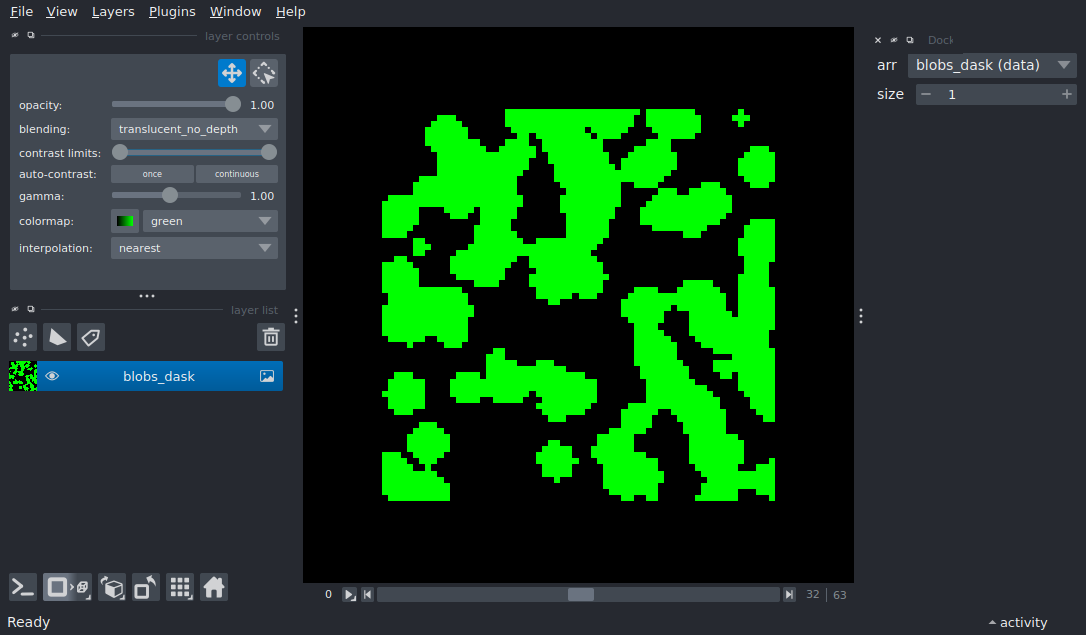 File View Layers Plugins Window Help
layer controls
opacity: 1.00
blending: translucent_no_depth
contrast limits:
auto-contrast: once continuous
gamma: 1.00
colormap: green
interpolation: nearest
layer list
blobs_dask
0 32 63
Ready
activity
Dock
arr blobs_dask (data)
size 1